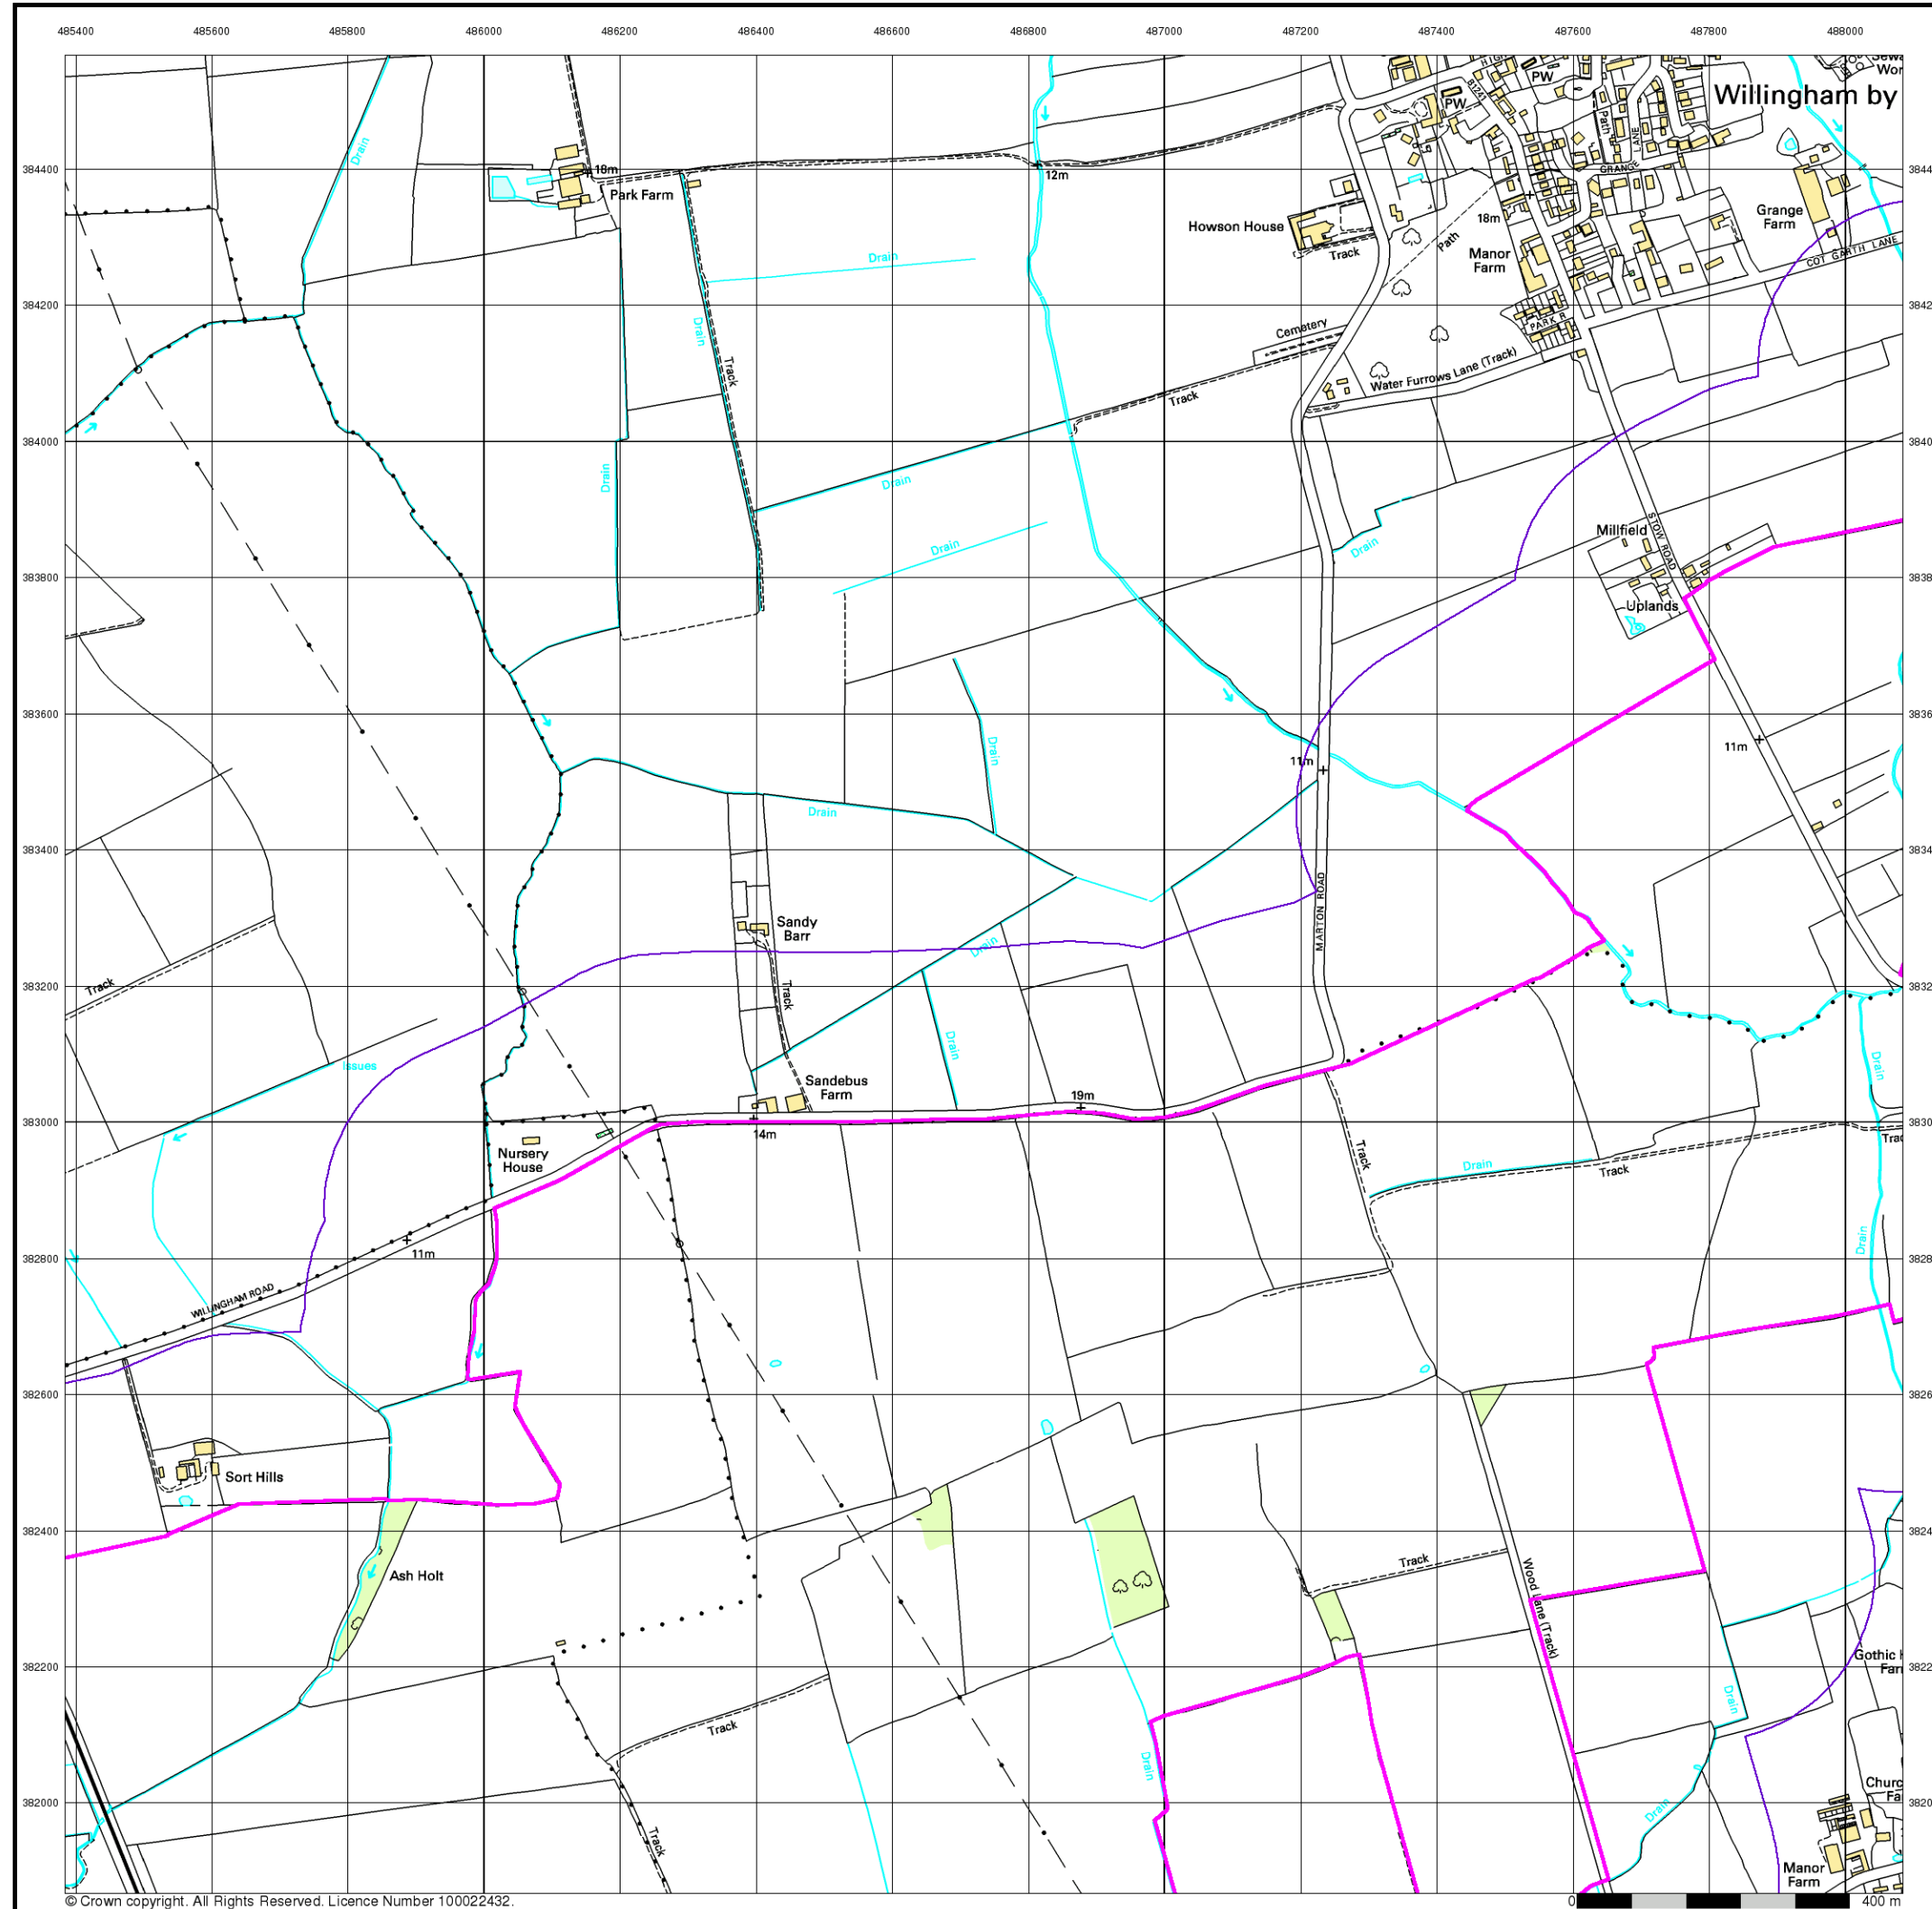 485400 485600 485800 486000 486200 486400 486600 486800 487000 487200 487400 487600 487800 488000
HIGH
PW
B1241
PW
Willingham by
Path
LANE
GRANGE
Drain
384400
18m
Park Farm
12m
Howson House
Track
Path
18m
Manor
Farm
Grange
Farm
COT GARTH LANE
Drain
Drain
384200
Track
Cemetery
PARK R
Water Furrows Lane (Track)
Track
384000
Drain
Drain
Drain
Drain
Millfield
STOW ROAD
383800
Uplands
383600
Drain
11m
11m
Drain
383400
MARTON ROAD
Sandy
Barr
Drain
Track
383200
Track
Drain
Issues
Sandebus
Farm
19m
Drain
383000
14m
Nursery
House
Track
Drain
Track
Drain
382800
11m
WILLINGHAM ROAD
382600
Sort Hills
382400
Ash Holt
Track
Wood Lane (Track)
382200
Gothic
Track
Drain
Drain
382000
Track
Drain
Manor
Farm
© Crown copyright. All Rights Reserved. Licence Number 100022432.
0 400 m